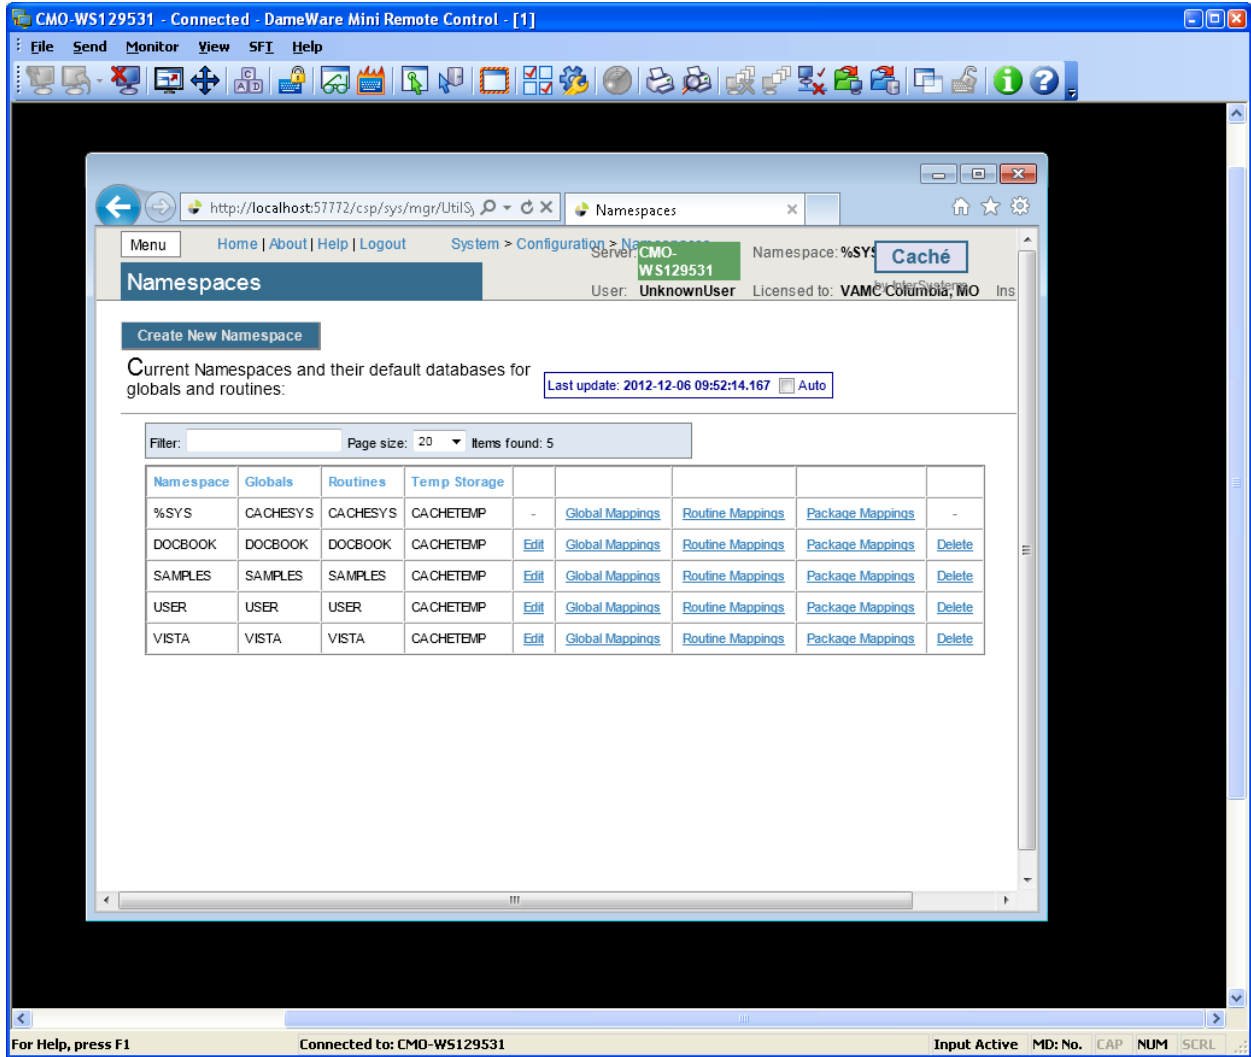 CMO-WS129531 - Connected - DameWare Mini Remote Control - [1]
File Send Monitor View SFT Help
http://localhost:57772/csp/sys/mgr/UtilS
Namespaces
Menu Home | About | Help | Logout System > Configuration >
Server: CMO-WS129531 Namespace: %SYS Caché
Namespaces
User: UnknownUser Licensed to: VAMC Columbia, MO Ins
Create New Namespace
Current Namespaces and their default databases for
globals and routines:
Last update: 2012-12-06 09:52:14.167 Auto
Filter: Page size: 20 Items found: 5
Namespace Globals Routines Temp Storage
%SYS CACHESYS CACHESYS CACHETEMP - Global Mappings Routine Mappings Package Mappings -
DOCBOOK DOCBOOK DOCBOOK CACHETEMP Edit Global Mappings Routine Mappings Package Mappings Delete
SAMPLES SAMPLES SAMPLES CACHETEMP Edit Global Mappings Routine Mappings Package Mappings Delete
USER USER USER CACHETEMP Edit Global Mappings Routine Mappings Package Mappings Delete
VISTA VISTA VISTA CACHETEMP Edit Global Mappings Routine Mappings Package Mappings Delete
For Help, press F1 Connected to: CMO-WS129531 Input Active MD: No. CAP NUM SCRL